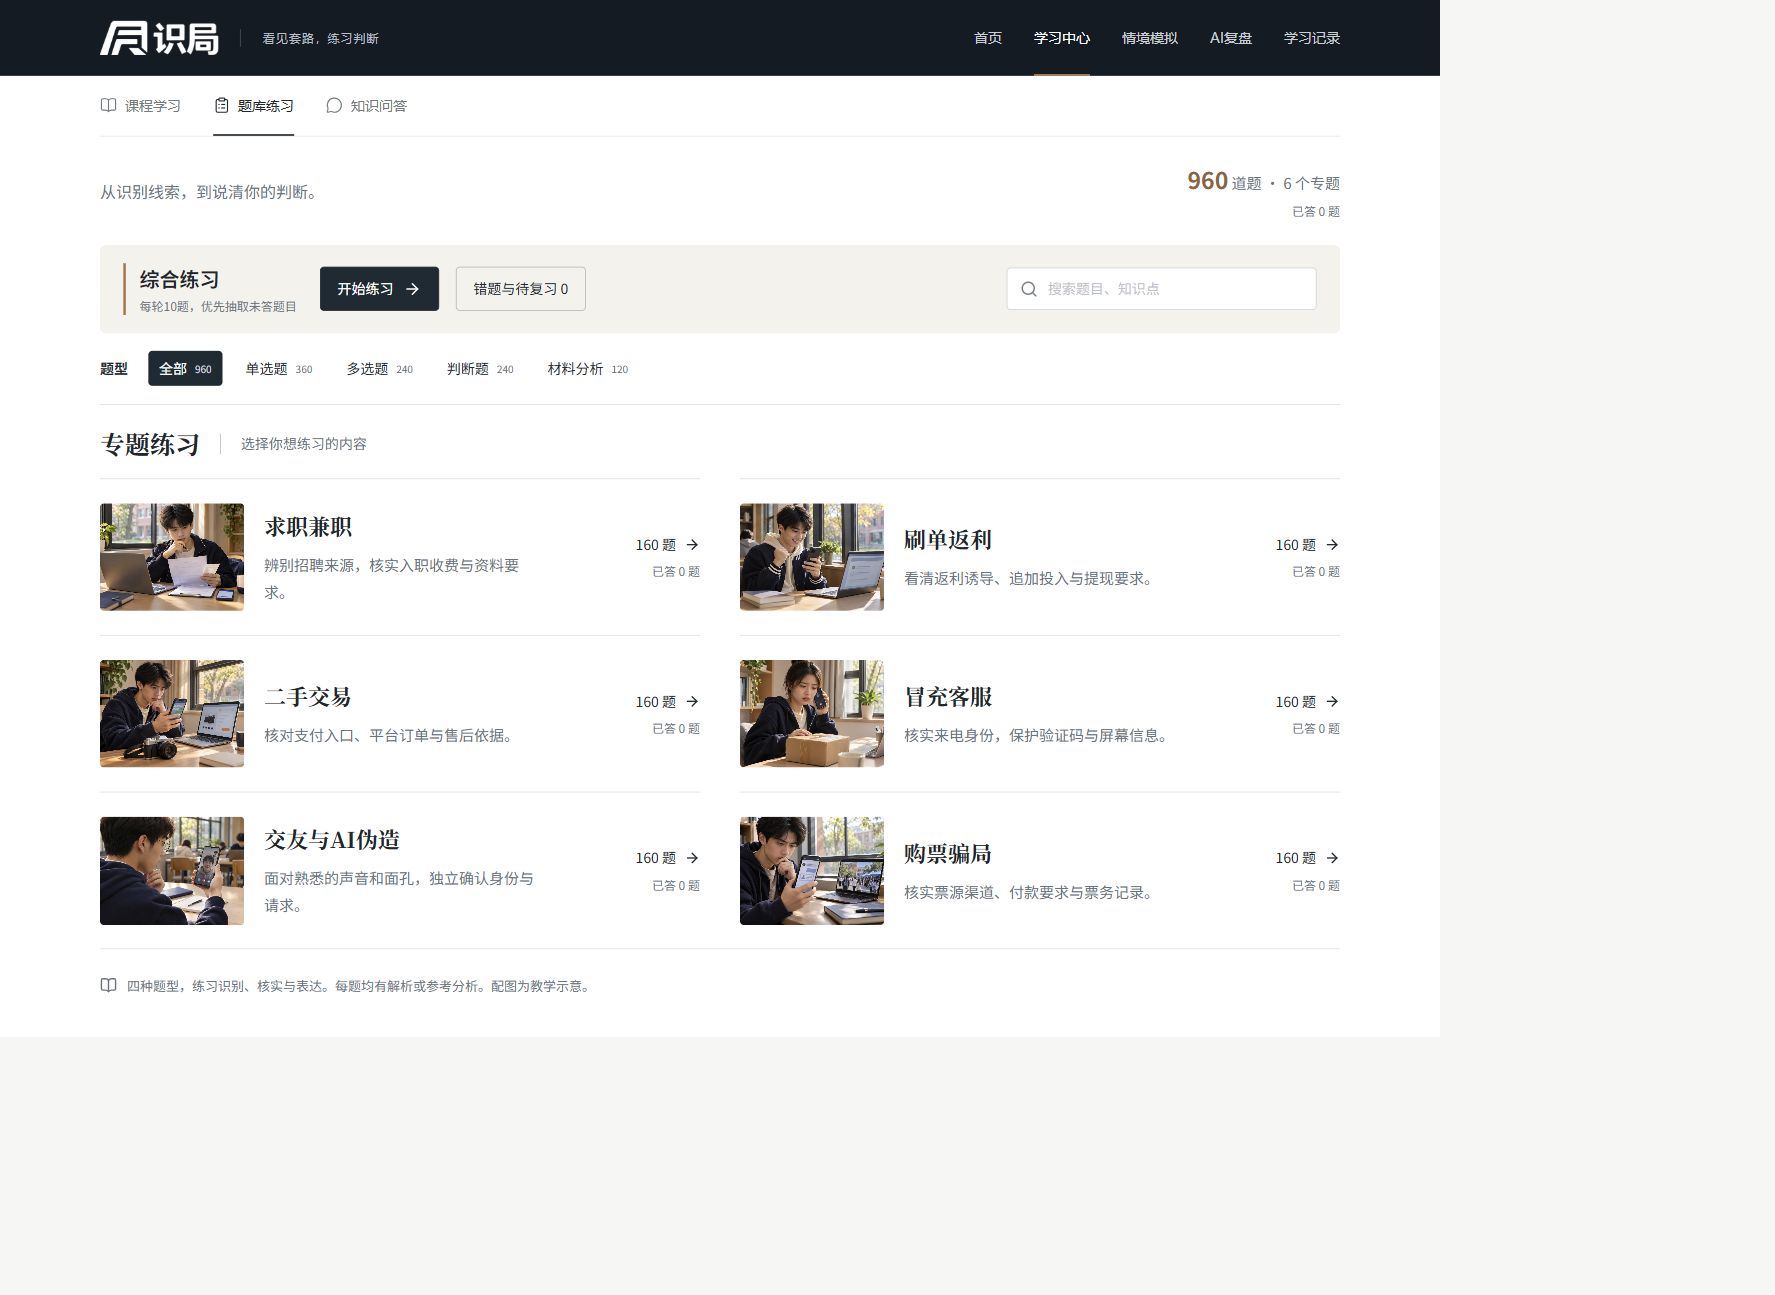 识局
看见套路，练习判断
首页
学习中心
情境模拟
AI复盘
学习记录
课程学习
题库练习
知识问答
从识别线索，到说清你的判断。
960 道题 · 6 个专题
已答 0 题
综合练习
每轮10题，优先抽取未答题目
开始练习
错题与待复习 0
搜索题目、知识点
题型
全部 960
单选题 360
多选题 240
判断题 240
材料分析 120
专题练习
选择你想练习的内容
求职兼职
辨别招聘来源，核实入职收费与资料要
求。
160 题
已答 0 题
刷单返利
看清返利诱导、追加投入与提现要求。
160 题
已答 0 题
二手交易
核对支付入口、平台订单与售后依据。
160 题
已答 0 题
冒充客服
核实来电身份，保护验证码与屏幕信息。
160 题
已答 0 题
交友与AI伪造
面对熟悉的声音和面孔，独立确认身份与
请求。
160 题
已答 0 题
购票骗局
核实票源渠道、付款要求与票务记录。
160 题
已答 0 题
四种题型，练习识别、核实与表达。每题均有解析或参考分析。配图为教学示意。